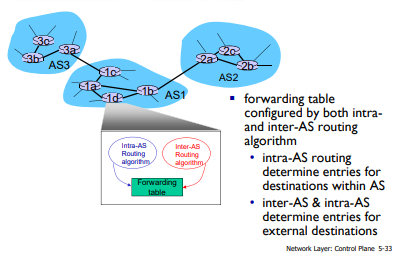 3c
3a
3b
AS3
1c
1a
1d
1b
AS1
2a
2c
2b
AS2
Intra-AS
Routing
algorithm
Inter-AS
Routing
algorithm
Forwarding
table
▪ forwarding table
configured by both intra-
and inter-AS routing
algorithm
• intra-AS routing
determine entries for
destinations within AS
• inter-AS & intra-AS
determine entries for
external destinations
Network Layer: Control Plane 5-33